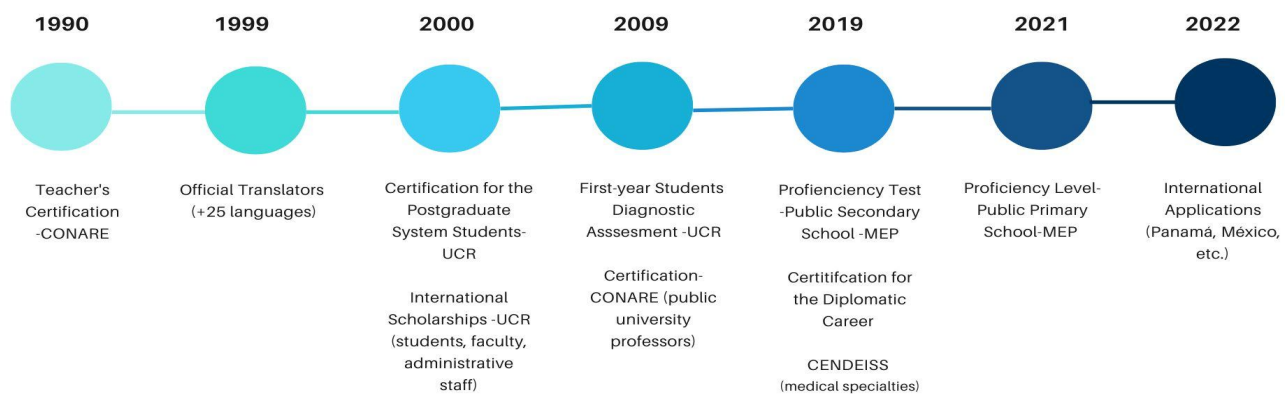 1990
Teacher's
Certification
-CONARE
1999
Official Translators
(+25 languages)
2000
Certification for the
Postgraduate
System Students-
UCR
International
Scholarships -UCR
(students, faculty,
administrative
staff)
2009
First-year Students
Diagnostic
Asssesment -UCR
Certification-
CONARE (public
university
professors)
2019
Profienciency Test
-Public Secondary
School -MEP
Certitifcation for
the Diplomatic
Career
CENDEISS
(medical specialties)
2021
Proficiency Level-
Public Primary
School-MEP
2022
International
Applications
(Panamá, México,
etc.)